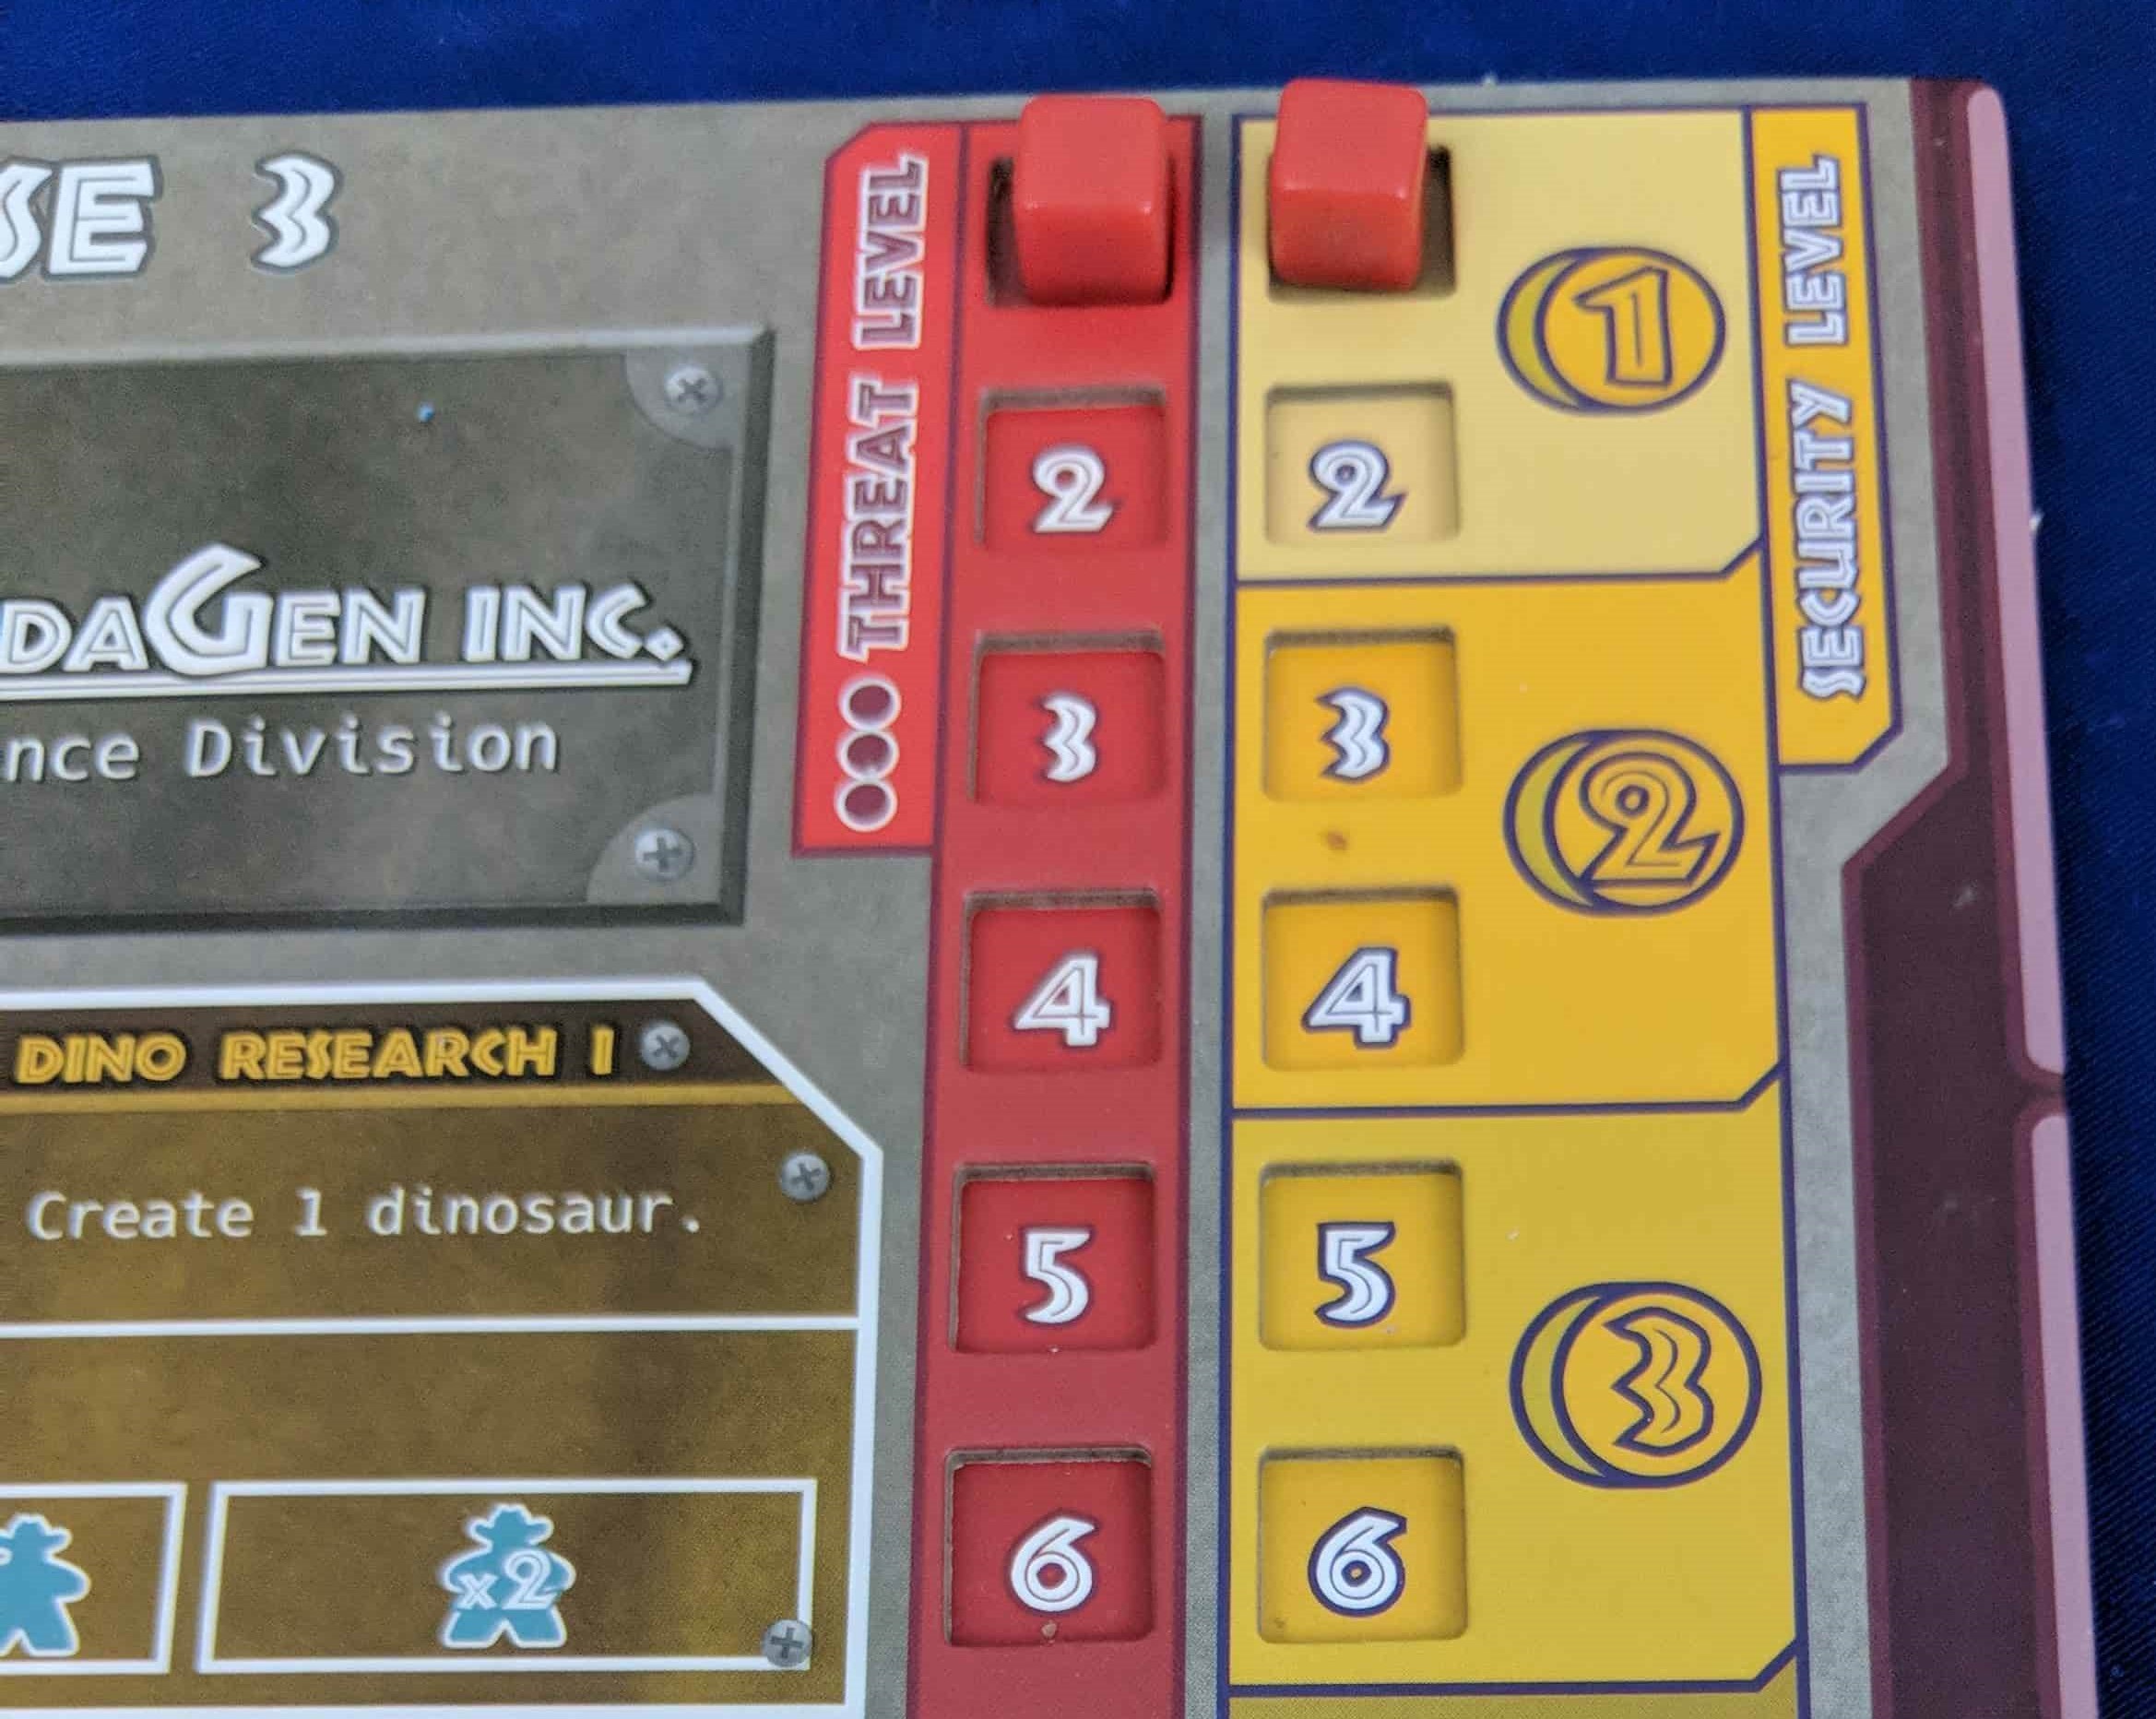 SE 3
DAGEN INC.
nce Division
DINO RESEARCH I
Create 1 dinosaur.
x2
THREAT LEVEL
2
3
4
5
6
2
3
4
5
6
1
2
3
SECURITY LEVEL